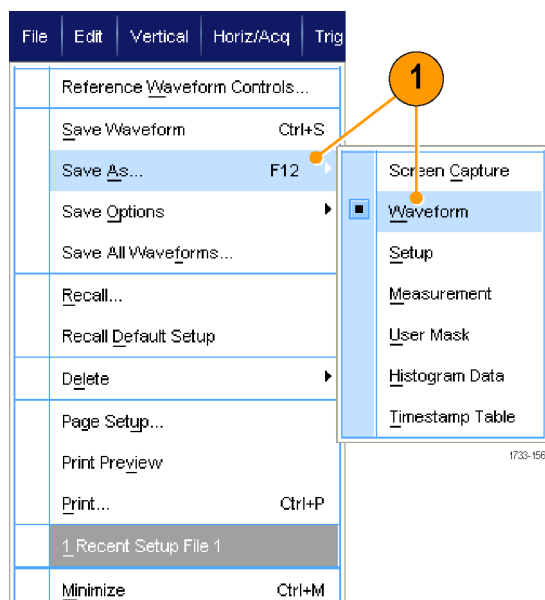 File Edit Vertical Horiz/Acq Trig
1
Reference Waveform Controls...
Save Waveform Ctrl+S
Save As... F12
Save Options
Save All Waveforms...
Recall...
Recall Default Setup
Delete
Page Setup...
Print Preview
Print... Ctrl+P
1 Recent Setup File 1
Minimize Ctrl+M
Screen Capture
Waveform
Setup
Measurement
User Mask
Histogram Data
Timestamp Table
1733-156